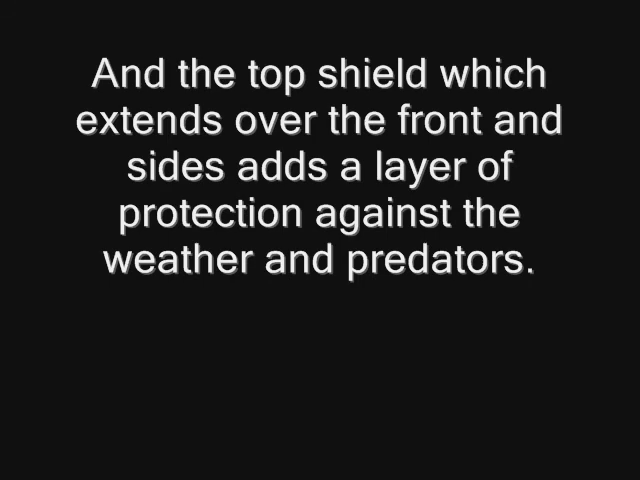 And the top shield which
extends over the front and
sides adds a layer of
protection against the
weather and predators.